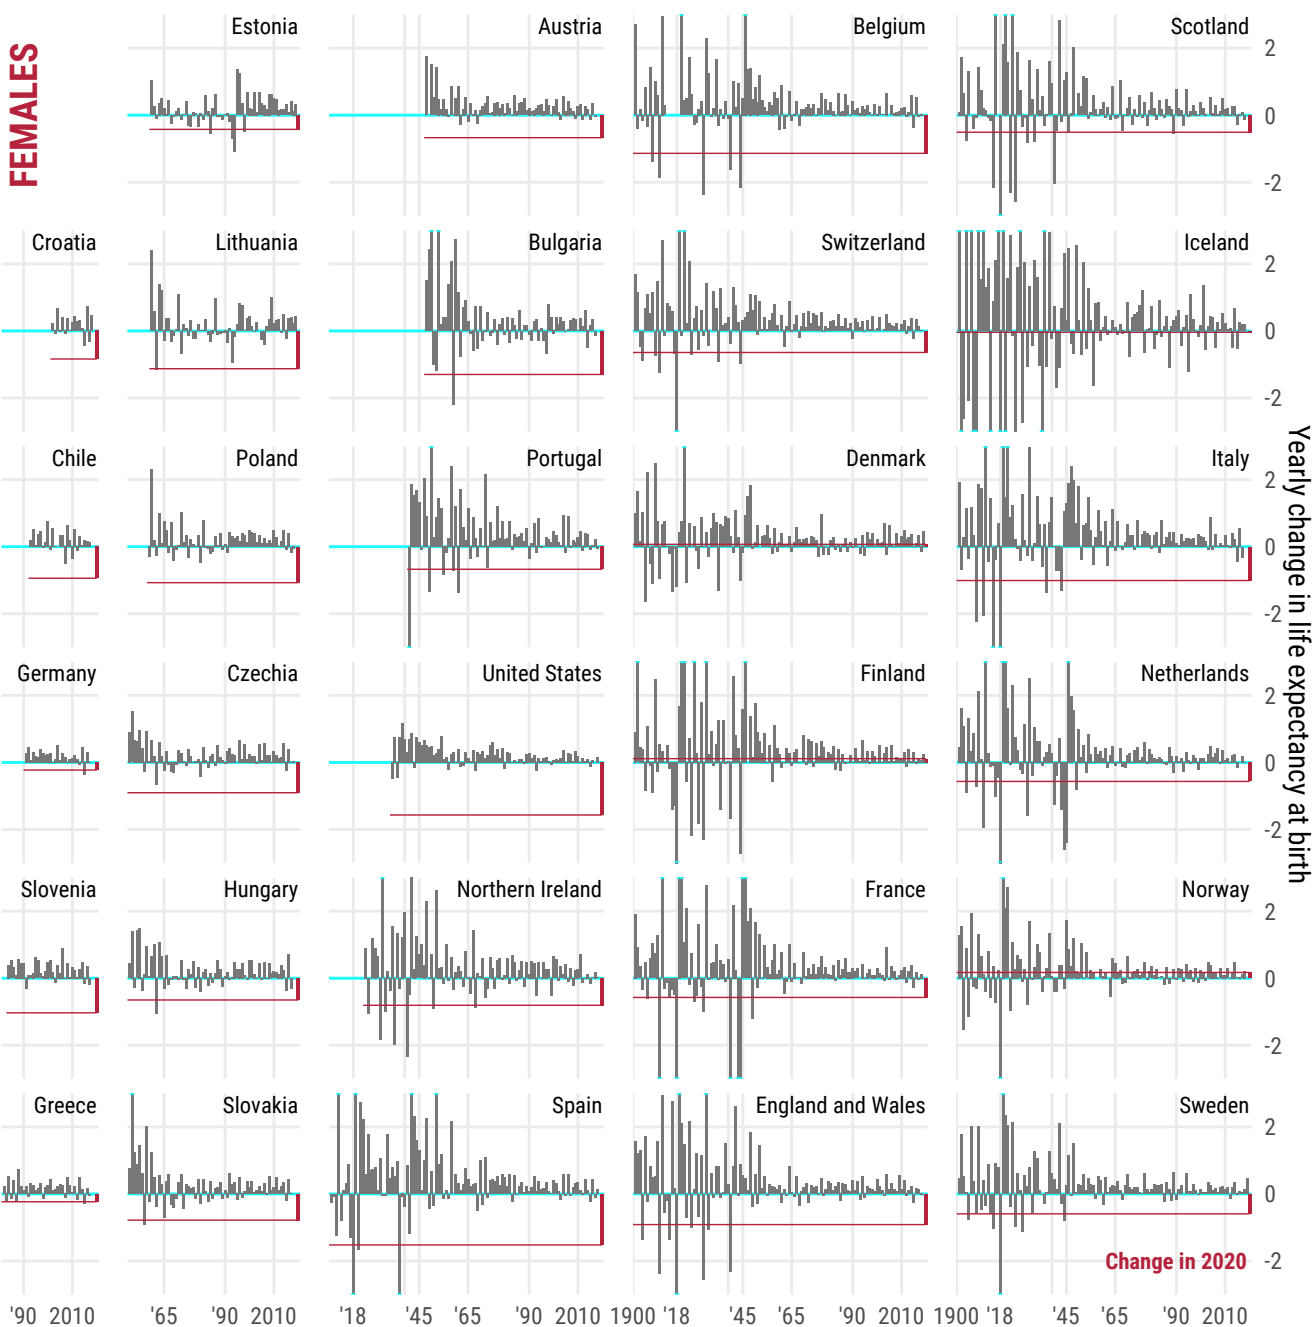 FEMALES
Estonia
Austria
Belgium
Scotland
2
0
-2
Croatia
Lithuania
Bulgaria
Switzerland
Iceland
2
0
-2
Chile
Poland
Portugal
Denmark
Italy
2
0
-2
Germany
Czechia
United States
Finland
Netherlands
2
0
-2
Slovenia
Hungary
Northern Ireland
France
Norway
2
0
-2
Greece
Slovakia
Spain
England and Wales
Sweden
2
0
-2
Change in 2020
Yearly change in life expectancy at birth
'90 2010 '65 '90 2010 '18 '45 '65 '90 2010 1900 '18 '45 '65 '90 2010 1900 '18 '45 '65 '90 2010